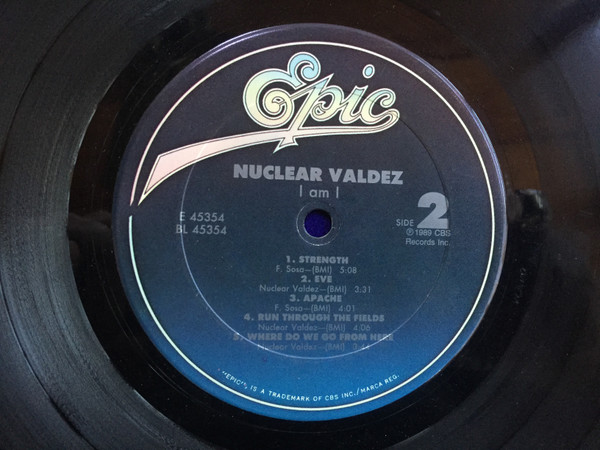 Epic
NUCLEAR VALDEZ
I am I
E 45354
BL 45354
SIDE 2
℗ 1989 CBS
Records Inc.
1. STRENGTH
F. Sosa—(BMI) 5:08
2. EVE
Nuclear Valdez—(BMI) 3:31
3. APACHE
F. Sosa—(BMI) 4:01
4. RUN THROUGH THE FIELDS
Nuclear Valdez—(BMI) 4:06
5. WHERE DO WE GO FROM HERE
Nuclear Valdez—(BMI)
"EPIC", IS A TRADEMARK OF CBS INC./MARCA REG.